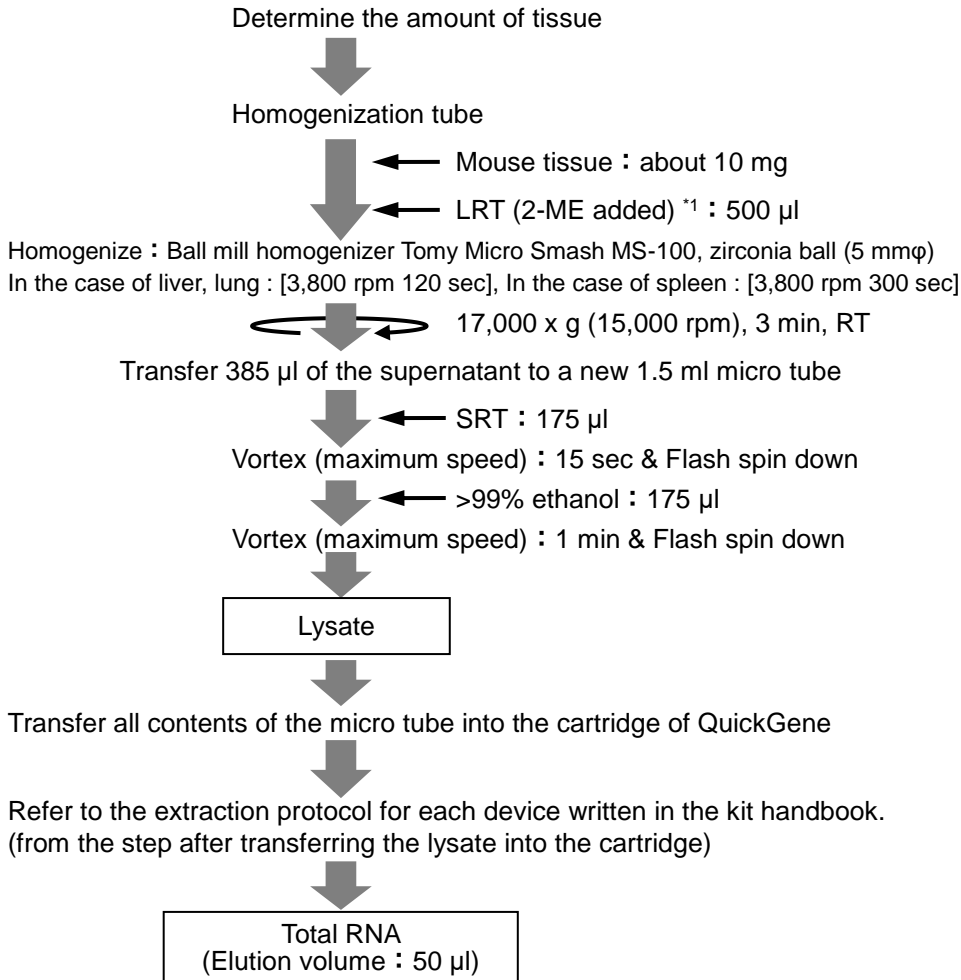 Determine the amount of tissue
Homogenization tube
Mouse tissue：about 10 mg
LRT (2-ME added) *1：500 µl
Homogenize：Ball mill homogenizer Tomy Micro Smash MS-100, zirconia ball (5 mmφ)
In the case of liver, lung : [3,800 rpm 120 sec], In the case of spleen : [3,800 rpm 300 sec]
17,000 x g (15,000 rpm), 3 min, RT
Transfer 385 µl of the supernatant to a new 1.5 ml micro tube
SRT：175 µl
Vortex (maximum speed)：15 sec & Flash spin down
>99% ethanol：175 µl
Vortex (maximum speed)：1 min & Flash spin down
Lysate
Transfer all contents of the micro tube into the cartridge of QuickGene
Refer to the extraction protocol for each device written in the kit handbook.
(from the step after transferring the lysate into the cartridge)
Total RNA
(Elution volume：50 µl)